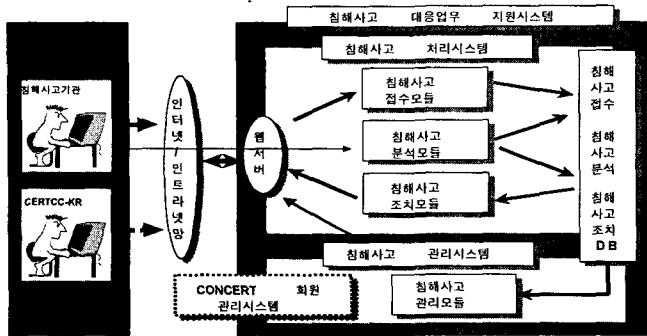 침해사고 대응업무 지원시스템
침해사고 처리시스템
침해사고기관
CERTCC-KR
인터넷/인트라넷망
웹서버
침해사고
접수모듈
침해사고
분석모듈
침해사고
조치모듈
침해
사고
접수
침해
사고
분석
침해
사고
조치
DB
침해사고 관리시스템
CONCERT 회원
관리시스템
침해사고
관리모듈